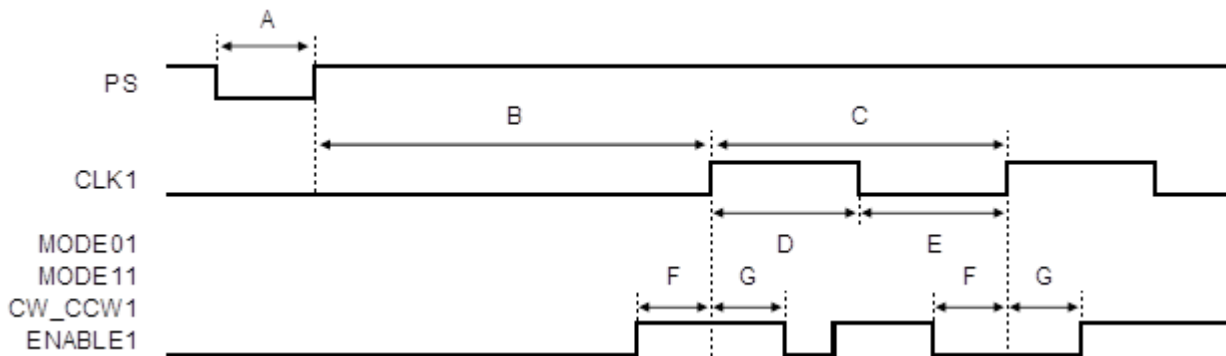 A
PS
B C
CLK1
MODE01 D E
MODE11 F G F G
CW_CCW1
ENABLE1